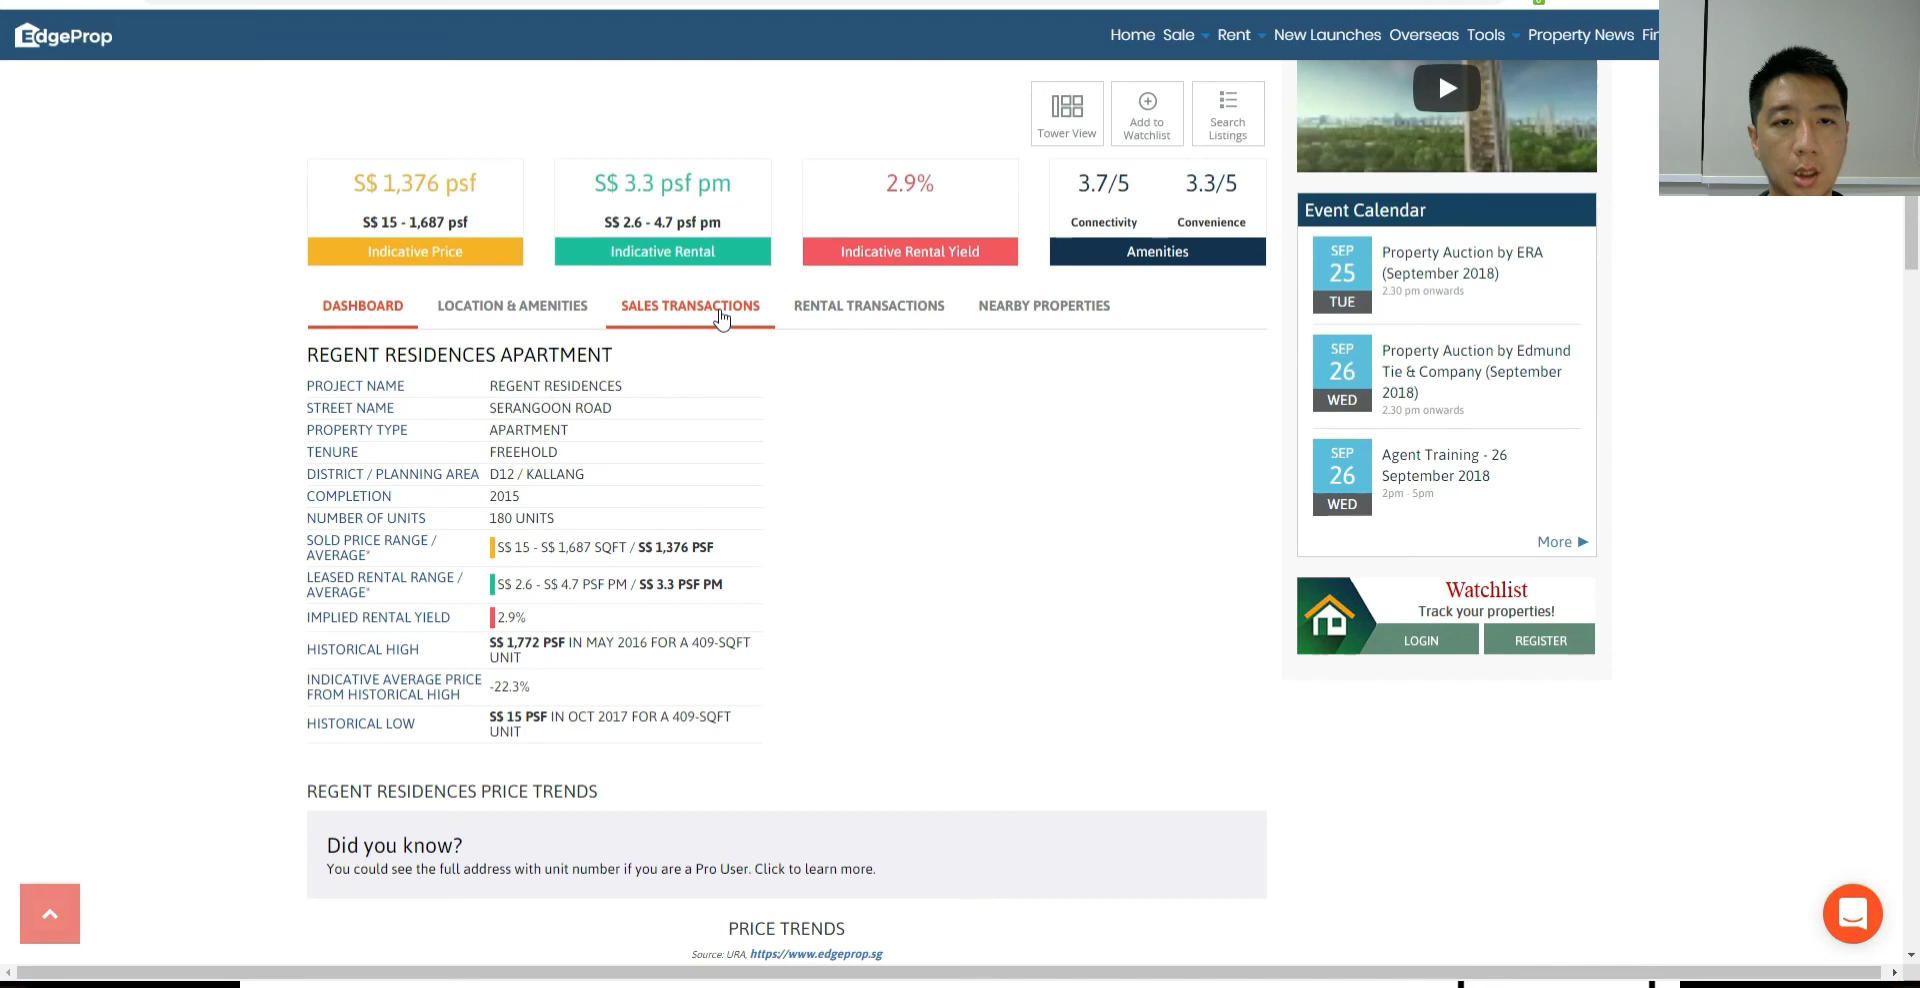 EdgeProp
Home Sale Rent New Launches Overseas Tools Property News Fin
Tower View
Add to
Watchlist
Search
Listings
S$ 1,376 psf
S$ 15 - 1,687 psf
Indicative Price
S$ 3.3 psf pm
S$ 2.6 - 4.7 psf pm
Indicative Rental
2.9%
Indicative Rental Yield
3.7/5
Connectivity
3.3/5
Convenience
Amenities
DASHBOARD LOCATION & AMENITIES SALES TRANSACTIONS RENTAL TRANSACTIONS NEARBY PROPERTIES
REGENT RESIDENCES APARTMENT
PROJECT NAME REGENT RESIDENCES
STREET NAME SERANGOON ROAD
PROPERTY TYPE APARTMENT
TENURE FREEHOLD
DISTRICT / PLANNING AREA D12 / KALLANG
COMPLETION 2015
NUMBER OF UNITS 180 UNITS
SOLD PRICE RANGE /
AVERAGE*
S$ 15 - S$ 1,687 SQFT / S$ 1,376 PSF
LEASED RENTAL RANGE /
AVERAGE*
S$ 2.6 - S$ 4.7 PSF PM / S$ 3.3 PSF PM
IMPLIED RENTAL YIELD 2.9%
HISTORICAL HIGH
S$ 1,772 PSF IN MAY 2016 FOR A 409-SQFT
UNIT
INDICATIVE AVERAGE PRICE
FROM HISTORICAL HIGH
-22.3%
HISTORICAL LOW
S$ 15 PSF IN OCT 2017 FOR A 409-SQFT
UNIT
REGENT RESIDENCES PRICE TRENDS
Did you know?
You could see the full address with unit number if you are a Pro User. Click to learn more.
PRICE TRENDS
Source: URA, https://www.edgeprop.sg
Event Calendar
SEP
25
TUE
Property Auction by ERA
(September 2018)
2.30 pm onwards
SEP
26
WED
Property Auction by Edmund
Tie & Company (September
2018)
2.30 pm onwards
SEP
26
WED
Agent Training - 26
September 2018
2pm - 5pm
More
Watchlist
Track your properties!
LOGIN
REGISTER